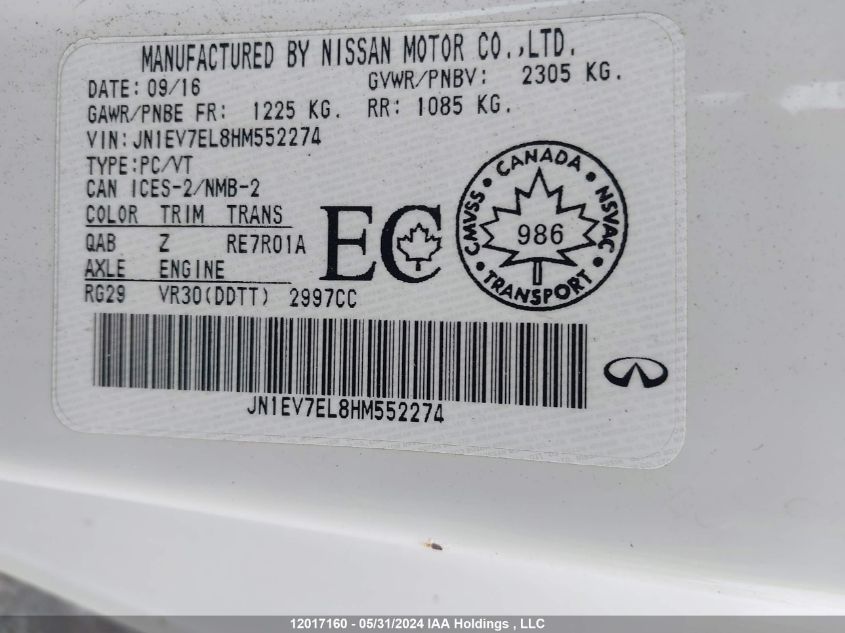 MANUFACTURED BY NISSAN MOTOR CO.,LTD.
DATE: 09/16 GVWR/PNBV: 2305 KG.
GAWR/PNBE FR: 1225 KG. RR: 1085 KG.
VIN: JN1EV7EL8HM552274
TYPE:PC/VT
CAN ICES-2/NMB-2
COLOR TRIM TRANS
QAB Z RE7R01A
AXLE ENGINE
RG29 VR30(DDTT) 2997CC
EC
CANADA
CMVSS • NSVAC
986
TRANSPORT
JN1EV7EL8HM552274
12017160 - 05/31/2024 IAA Holdings , LLC